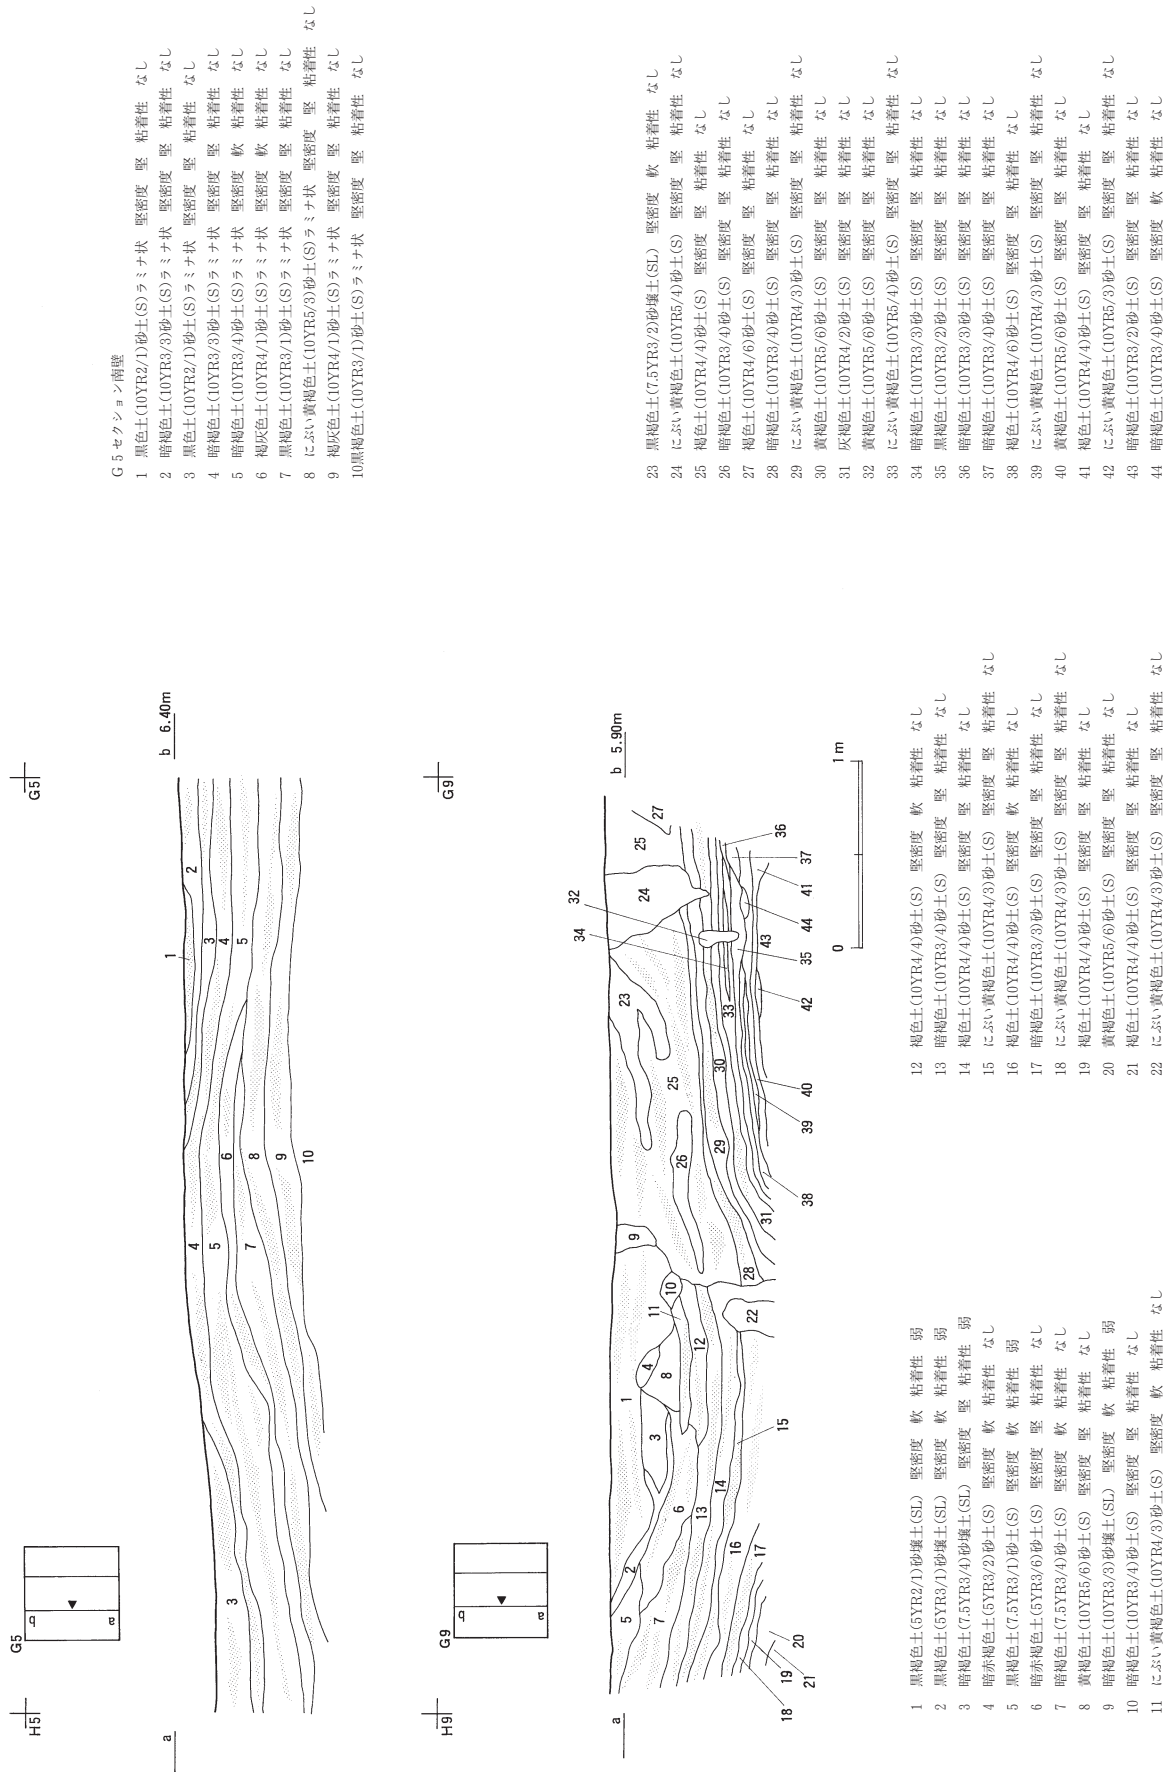 G5セクション南壁
1 黒色土(10YR2/1)砂土(S)ラミナ状 堅密度 堅 粘着性 なし
2 暗褐色土(10YR3/3)砂土(S)ラミナ状 堅密度 堅 粘着性 なし
3 黒色土(10YR2/1)砂土(S)ラミナ状 堅密度 堅 粘着性 なし
4 暗褐色土(10YR3/3)砂土(S)ラミナ状 堅密度 堅 粘着性 なし
5 暗褐色土(10YR3/4)砂土(S)ラミナ状 堅密度 軟 粘着性 なし
6 褐灰色土(10YR4/1)砂土(S)ラミナ状 堅密度 軟 粘着性 なし
7 黒褐色土(10YR3/1)砂土(S)ラミナ状 堅密度 堅 粘着性 なし
8 にぶい黄褐色土(10YR5/3)砂土(S)ラミナ状 堅密度 堅 粘着性 なし
9 褐灰色土(10YR4/1)砂土(S)ラミナ状 堅密度 堅 粘着性 なし
10黒褐色土(10YR3/1)砂土(S)ラミナ状 堅密度 堅 粘着性 なし
H5
G5
G5
a
b
a
b 6.40m
1
2
3
4
5
3
4
5
6
7
8
9
10
H9
G9
G9
a
b
a
b 5.90m
1
2
3
4
5
6
7
8
9
10
11
12
13
14
15
16
17
18
19
20
21
22
23
24
25
25
26
27
28
29
30
31
32
33
34
35
36
37
38
39
40
41
42
43
44
0
1m
1 黒褐色土(5YR2/1)砂壤土(SL) 堅密度 軟 粘着性 弱
2 黒褐色土(5YR3/1)砂壤土(SL) 堅密度 軟 粘着性 弱
3 暗褐色土(7.5YR3/4)砂壤土(SL) 堅密度 堅 粘着性 弱
4 暗赤褐色土(5YR3/2)砂土(S) 堅密度 軟 粘着性 なし
5 黒褐色土(7.5YR3/1)砂土(S) 堅密度 軟 粘着性 弱
6 暗赤褐色土(5YR3/6)砂土(S) 堅密度 堅 粘着性 なし
7 暗褐色土(7.5YR3/4)砂土(S) 堅密度 軟 粘着性 なし
8 黄褐色土(10YR5/6)砂土(S) 堅密度 堅 粘着性 なし
9 暗褐色土(10YR3/3)砂壤土(SL) 堅密度 軟 粘着性 弱
10 暗褐色土(10YR3/4)砂土(S) 堅密度 堅 粘着性 なし
11 にぶい黄褐色土(10YR4/3)砂土(S) 堅密度 軟 粘着性 なし
12 褐色土(10YR4/4)砂土(S) 堅密度 軟 粘着性 なし
13 暗褐色土(10YR3/4)砂土(S) 堅密度 堅 粘着性 なし
14 褐色土(10YR4/4)砂土(S) 堅密度 堅 粘着性 なし
15 にぶい黄褐色土(10YR4/3)砂土(S) 堅密度 堅 粘着性 なし
16 褐色土(10YR4/4)砂土(S) 堅密度 軟 粘着性 なし
17 暗褐色土(10YR3/3)砂土(S) 堅密度 堅 粘着性 なし
18 にぶい黄褐色土(10YR4/3)砂土(S) 堅密度 堅 粘着性 なし
19 褐色土(10YR4/4)砂土(S) 堅密度 堅 粘着性 なし
20 黄褐色土(10YR5/6)砂土(S) 堅密度 堅 粘着性 なし
21 褐色土(10YR4/4)砂土(S) 堅密度 堅 粘着性 なし
22 にぶい黄褐色土(10YR4/3)砂土(S) 堅密度 堅 粘着性 なし
23 黒褐色土(7.5YR3/2)砂壤土(SL) 堅密度 軟 粘着性 なし
24 にぶい黄褐色土(10YR5/4)砂土(S) 堅密度 堅 粘着性 なし
25 褐色土(10YR4/4)砂土(S) 堅密度 堅 粘着性 なし
26 暗褐色土(10YR3/4)砂土(S) 堅密度 堅 粘着性 なし
27 褐色土(10YR4/6)砂土(S) 堅密度 堅 粘着性 なし
28 暗褐色土(10YR3/4)砂土(S) 堅密度 堅 粘着性 なし
29 にぶい黄褐色土(10YR4/3)砂土(S) 堅密度 堅 粘着性 なし
30 黄褐色土(10YR5/6)砂土(S) 堅密度 堅 粘着性 なし
31 灰褐色土(10YR4/2)砂土(S) 堅密度 堅 粘着性 なし
32 黄褐色土(10YR5/6)砂土(S) 堅密度 堅 粘着性 なし
33 にぶい黄褐色土(10YR5/4)砂土(S) 堅密度 堅 粘着性 なし
34 暗褐色土(10YR3/3)砂土(S) 堅密度 堅 粘着性 なし
35 黒褐色土(10YR3/2)砂土(S) 堅密度 堅 粘着性 なし
36 暗褐色土(10YR3/3)砂土(S) 堅密度 堅 粘着性 なし
37 暗褐色土(10YR3/4)砂土(S) 堅密度 堅 粘着性 なし
38 褐色土(10YR4/6)砂土(S) 堅密度 堅 粘着性 なし
39 にぶい黄褐色土(10YR4/3)砂土(S) 堅密度 堅 粘着性 なし
40 黄褐色土(10YR5/6)砂土(S) 堅密度 堅 粘着性 なし
41 褐色土(10YR4/4)砂土(S) 堅密度 堅 粘着性 なし
42 にぶい黄褐色土(10YR5/3)砂土(S) 堅密度 堅 粘着性 なし
43 暗褐色土(10YR3/2)砂土(S) 堅密度 堅 粘着性 なし
44 暗褐色土(10YR3/4)砂土(S) 堅密度 軟 粘着性 なし